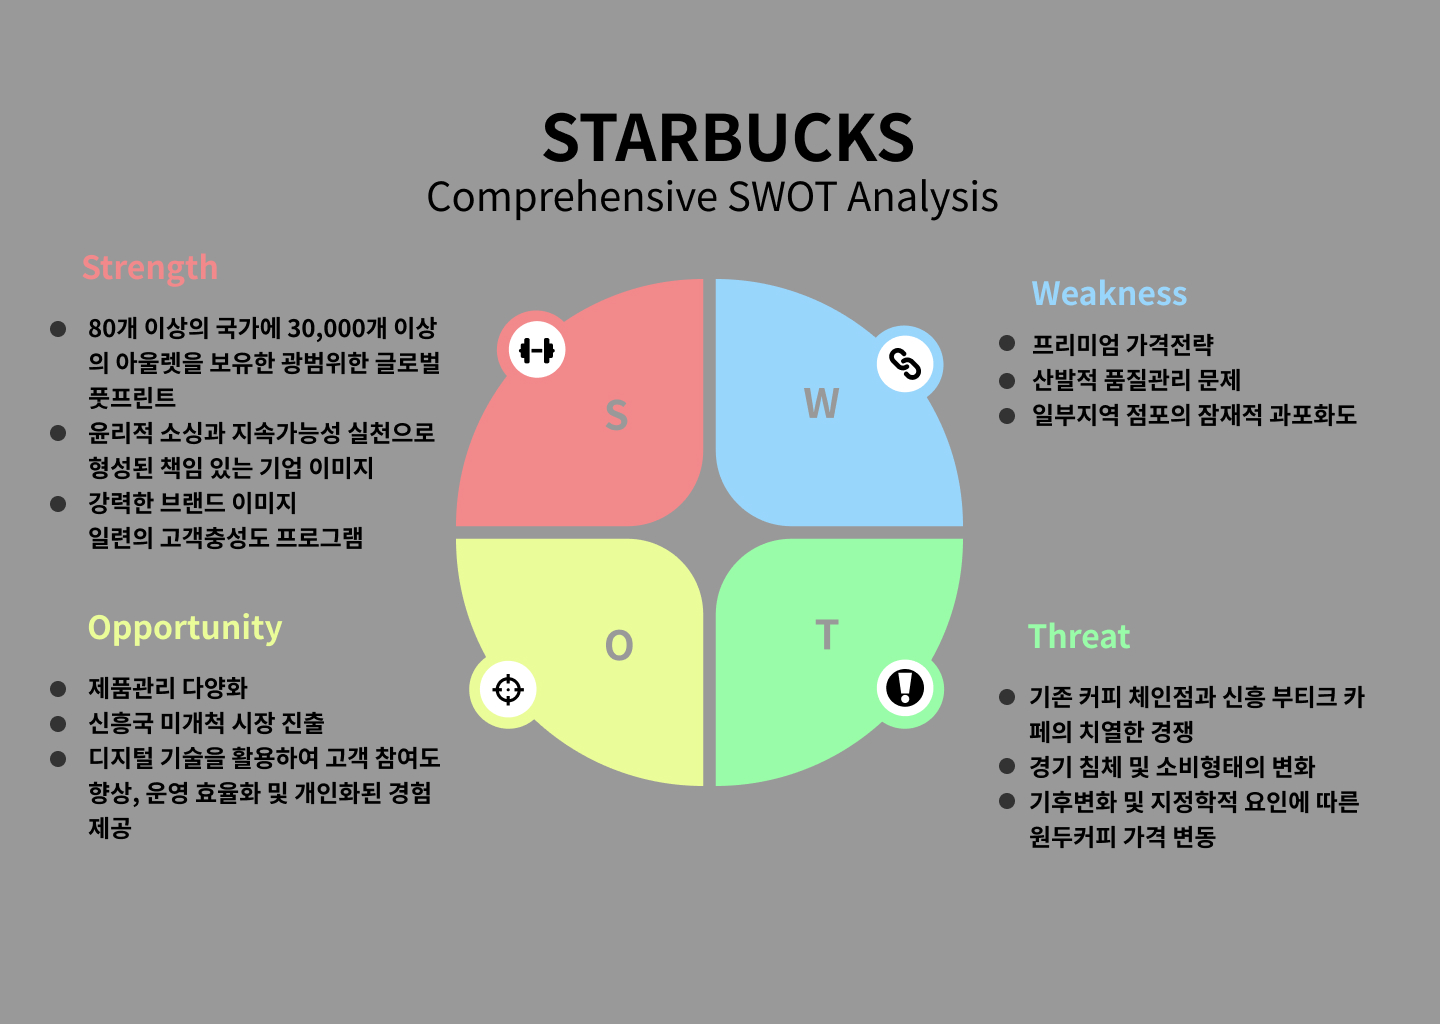 STARBUCKS
Comprehensive SWOT Analysis
Strength
80개 이상의 국가에 30,000개 이상
의 아울렛을 보유한 광범위한 글로벌
풋프린트
윤리적 소싱과 지속가능성 실천으로
형성된 책임 있는 기업 이미지
강력한 브랜드 이미지
일련의 고객충성도 프로그램
Weakness
프리미엄 가격전략
산발적 품질관리 문제
일부지역 점포의 잠재적 과포화도
S
W
O
T
Opportunity
제품관리 다양화
신흥국 미개척 시장 진출
디지털 기술을 활용하여 고객 참여도
향상, 운영 효율화 및 개인화된 경험
제공
Threat
기존 커피 체인점과 신흥 부티크 카
페의 치열한 경쟁
경기 침체 및 소비형태의 변화
기후변화 및 지정학적 요인에 따른
원두커피 가격 변동